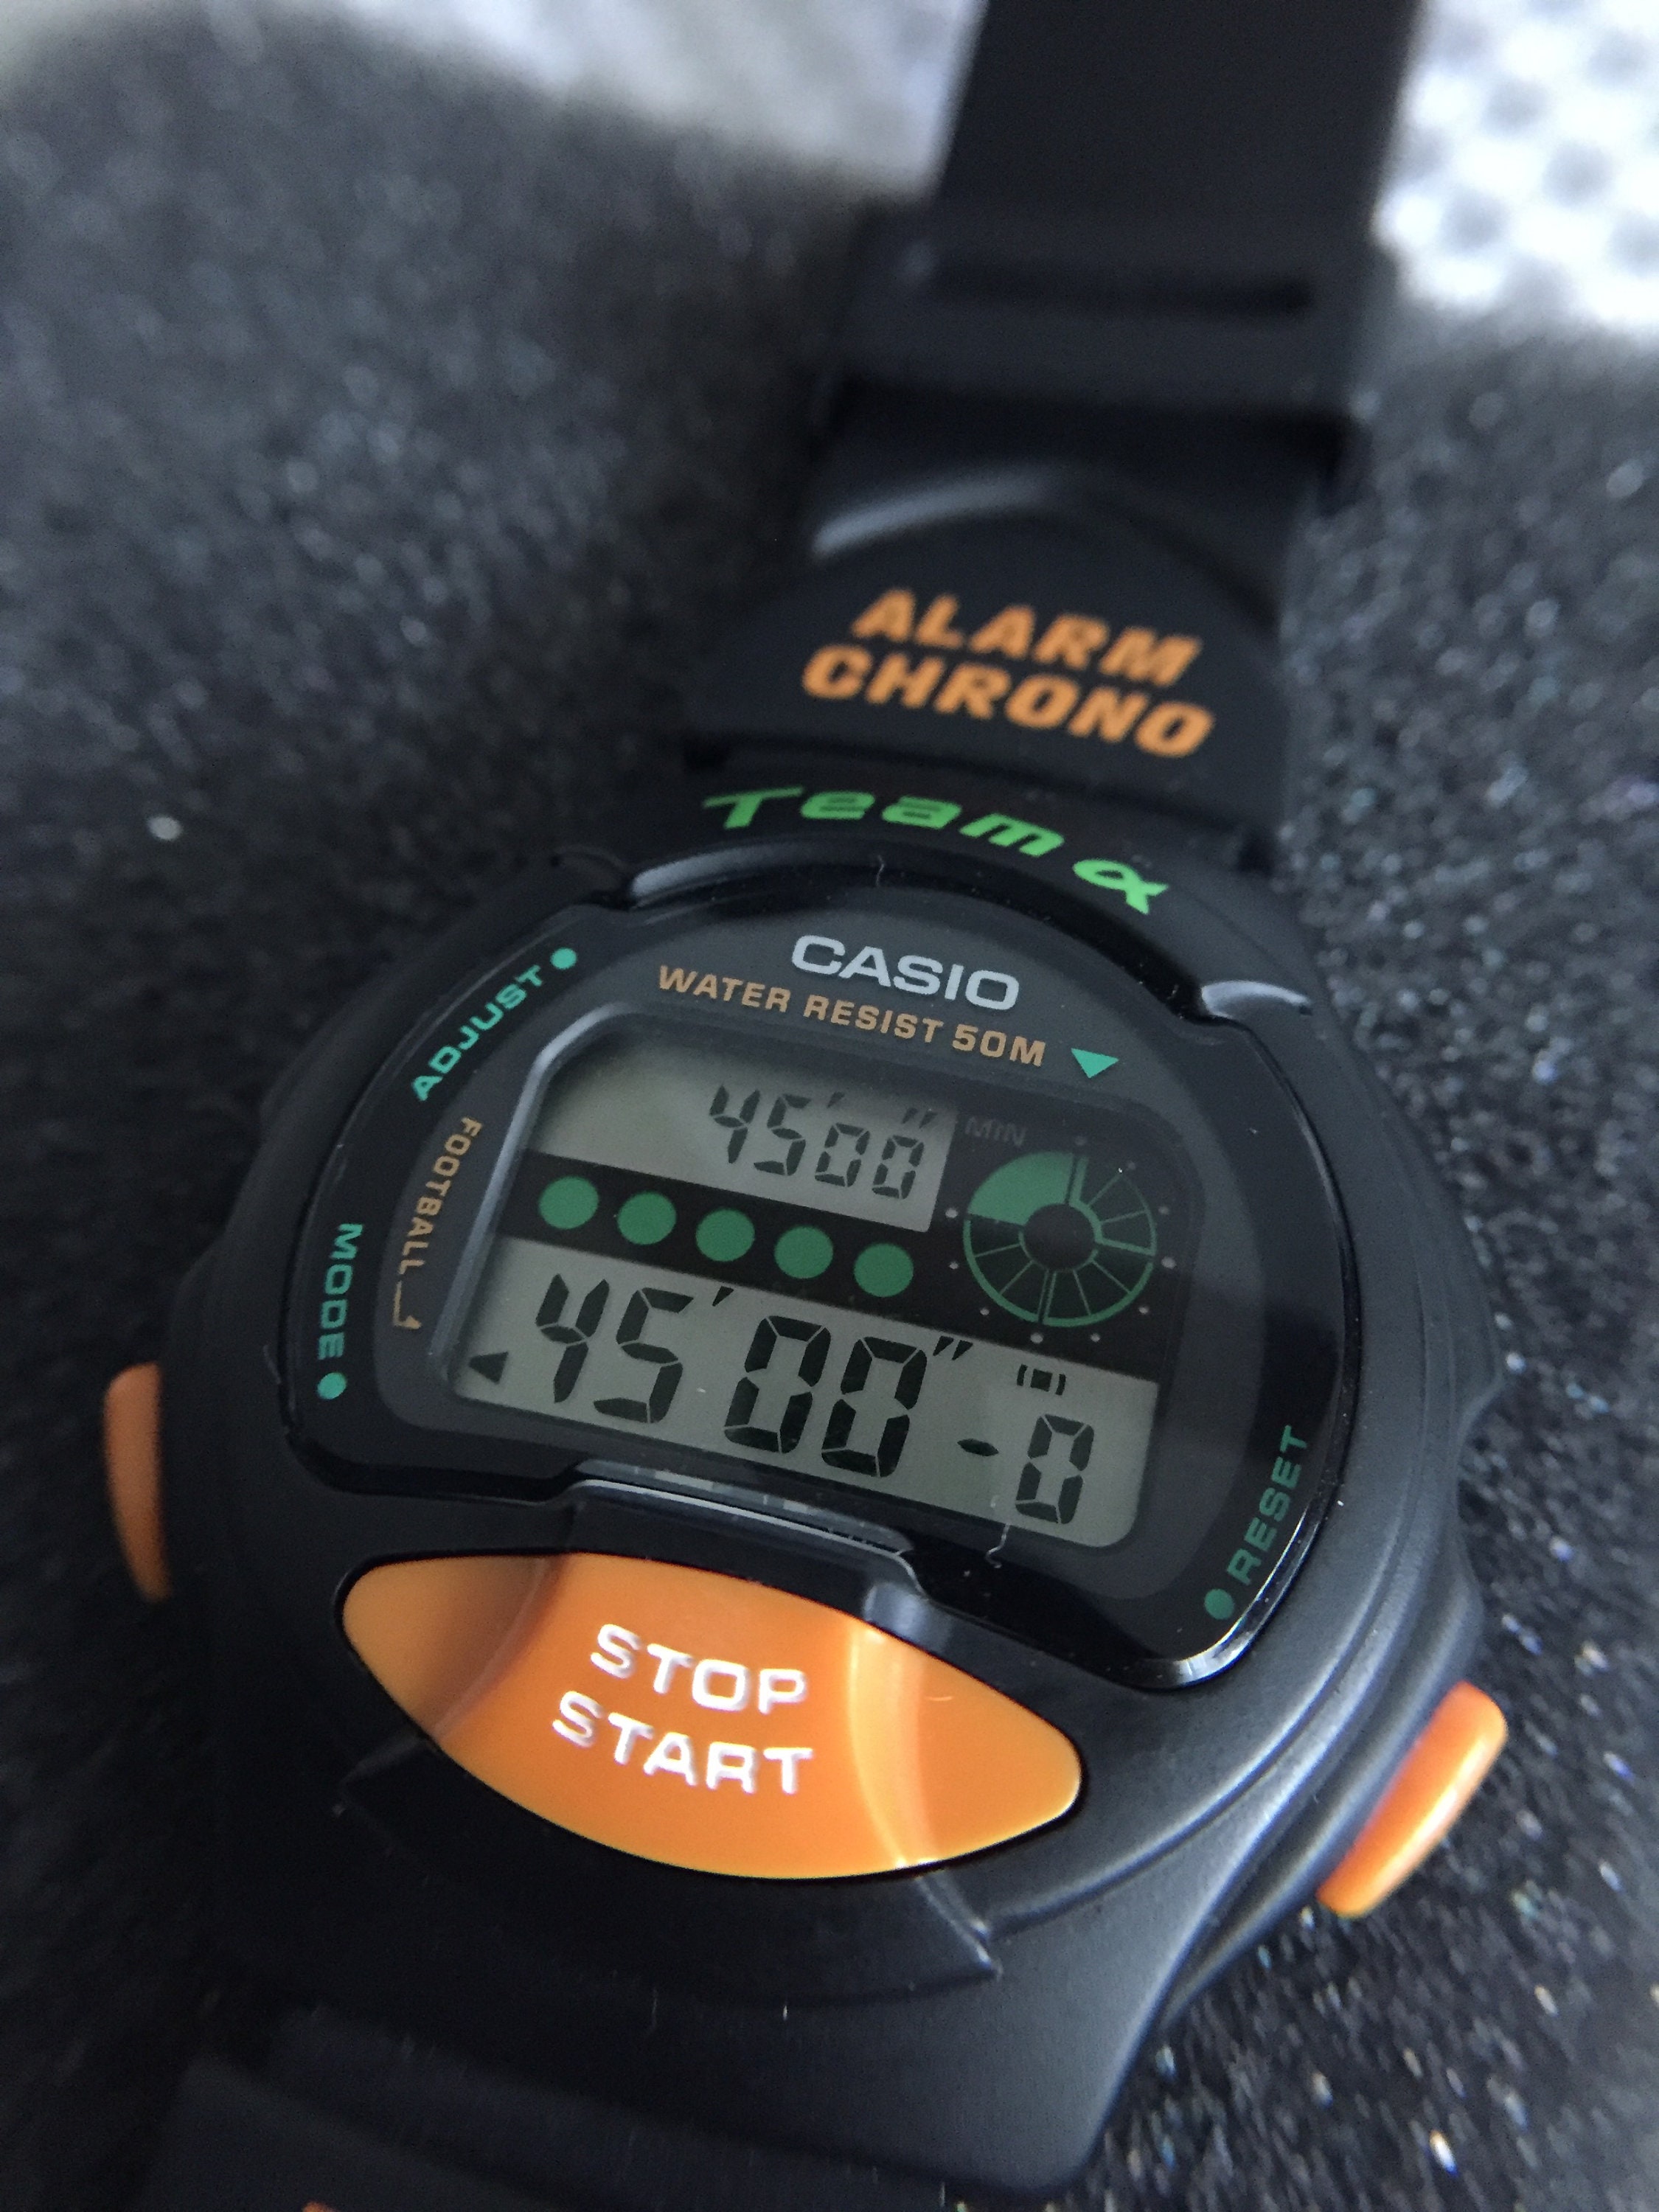 ALARM
CHRONO
Team α
CASIO
WATER RESIST 50M
ADJUST
FOOTBALL
MODE
45'00"
MIN
45'00"-0
RESET
STOP
START